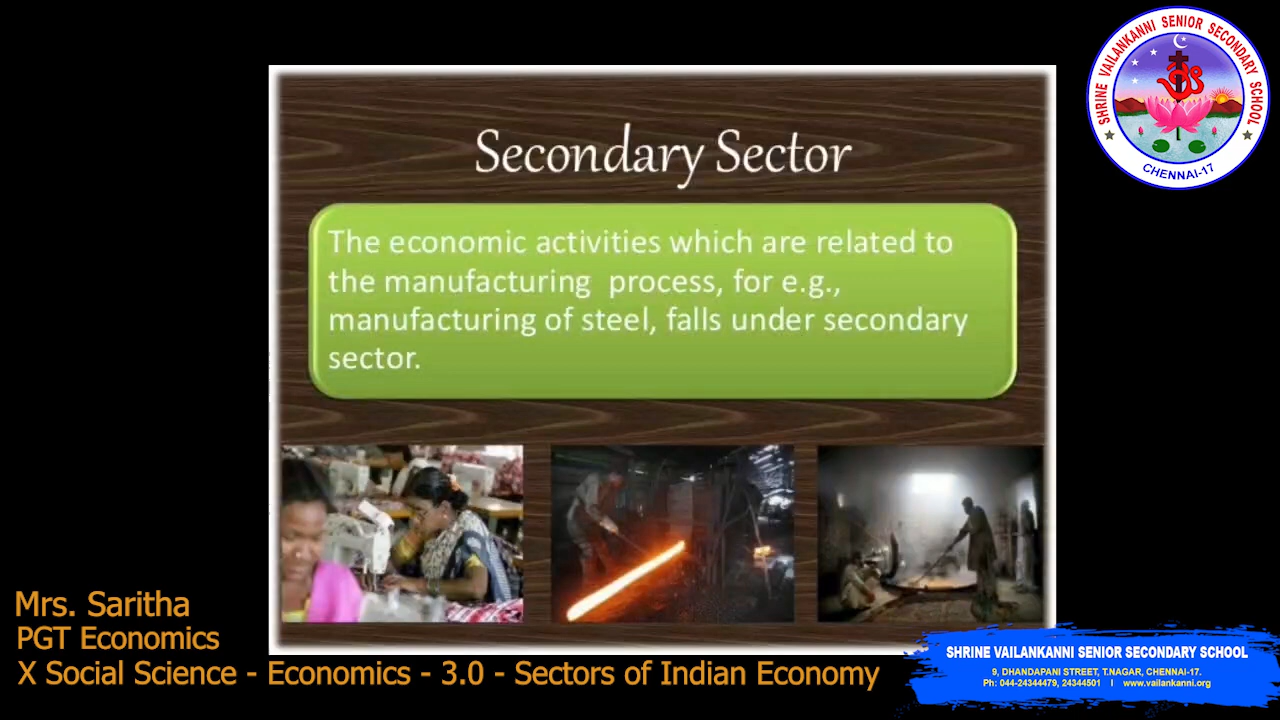 SHRINE VAILANKANNI SENIOR SECONDARY SCHOOL
CHENNAI-17
Secondary Sector
The economic activities which are related to
the manufacturing process, for e.g.,
manufacturing of steel, falls under secondary
sector.
Mrs. Saritha
PGT Economics
X Social Science - Economics - 3.0 - Sectors of Indian Economy
SHRINE VAILANKANNI SENIOR SECONDARY SCHOOL
9, DHANDAPANI STREET, T.NAGAR, CHENNAI-17.
Ph: 044-24344479, 24344501 I www.vailankanni.org